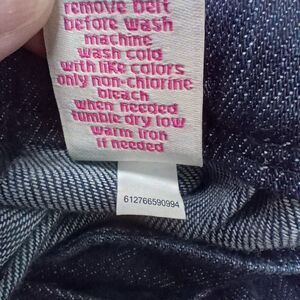 remove belt
before wash
machine
wash cold
with like colors
only non-chlorine
bleach
when needed
tumble dry low
warm iron
if needed
612766590994